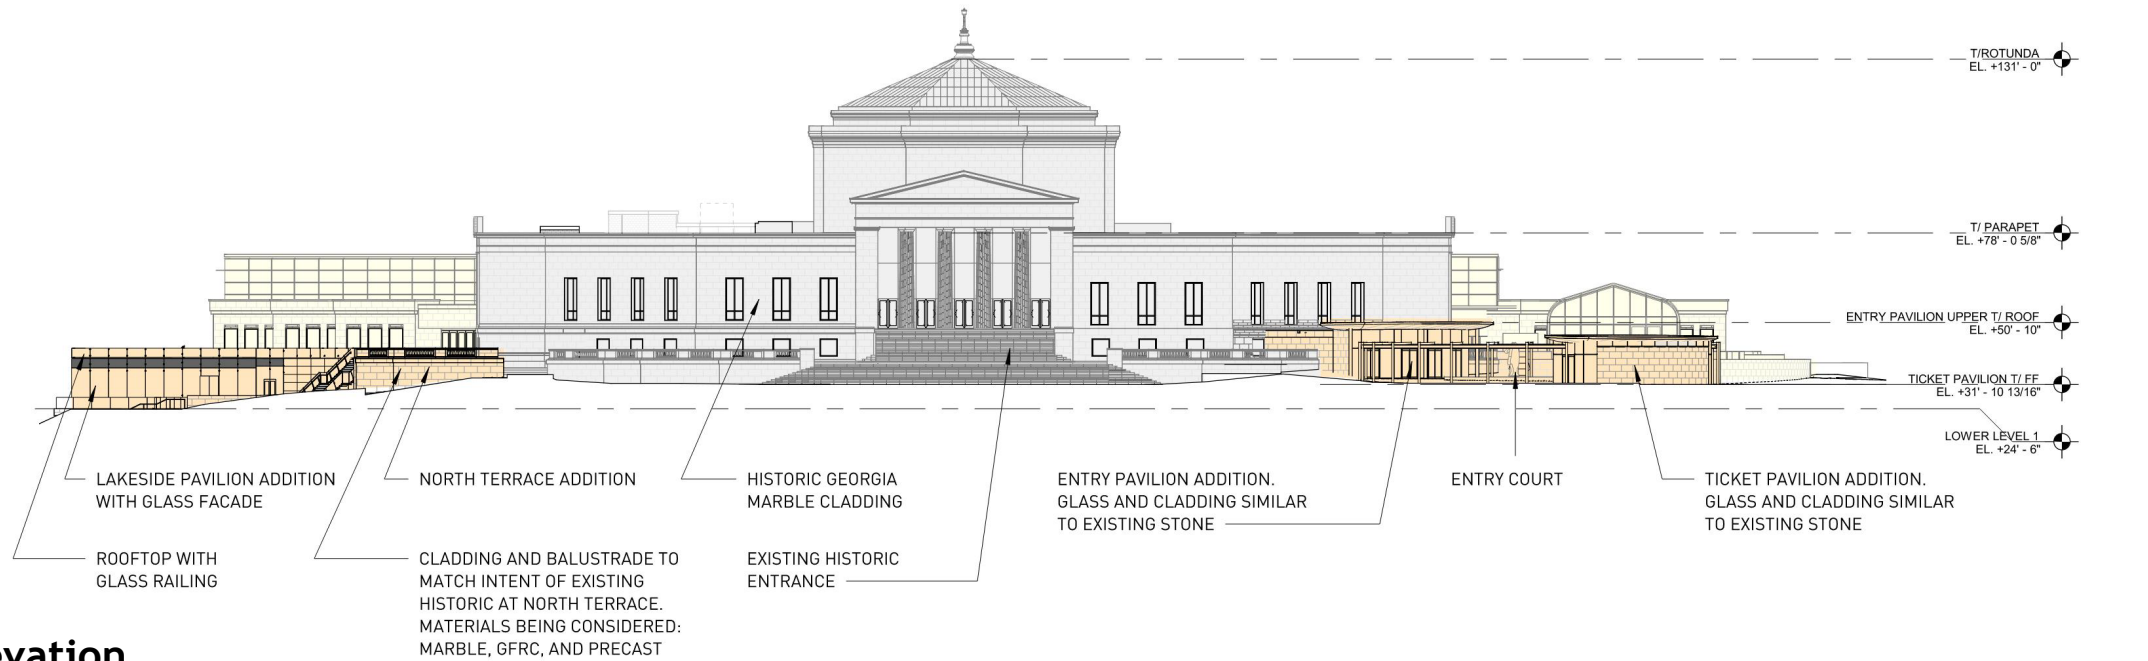 T/ROTUNDA
EL. +131' - 0"
T/ PARAPET
EL. +78' - 0 5/8"
ENTRY PAVILION UPPER T/ ROOF
EL. +50' - 10"
TICKET PAVILION T/ FF
EL. +31' - 10 13/16"
LOWER LEVEL 1
EL. +24' - 6"
LAKESIDE PAVILION ADDITION
WITH GLASS FACADE
NORTH TERRACE ADDITION
HISTORIC GEORGIA
MARBLE CLADDING
ENTRY PAVILION ADDITION.
GLASS AND CLADDING SIMILAR
TO EXISTING STONE
ENTRY COURT
TICKET PAVILION ADDITION.
GLASS AND CLADDING SIMILAR
TO EXISTING STONE
ROOFTOP WITH
GLASS RAILING
CLADDING AND BALUSTRADE TO
MATCH INTENT OF EXISTING
HISTORIC AT NORTH TERRACE.
MATERIALS BEING CONSIDERED:
MARBLE, GFRC, AND PRECAST
EXISTING HISTORIC
ENTRANCE